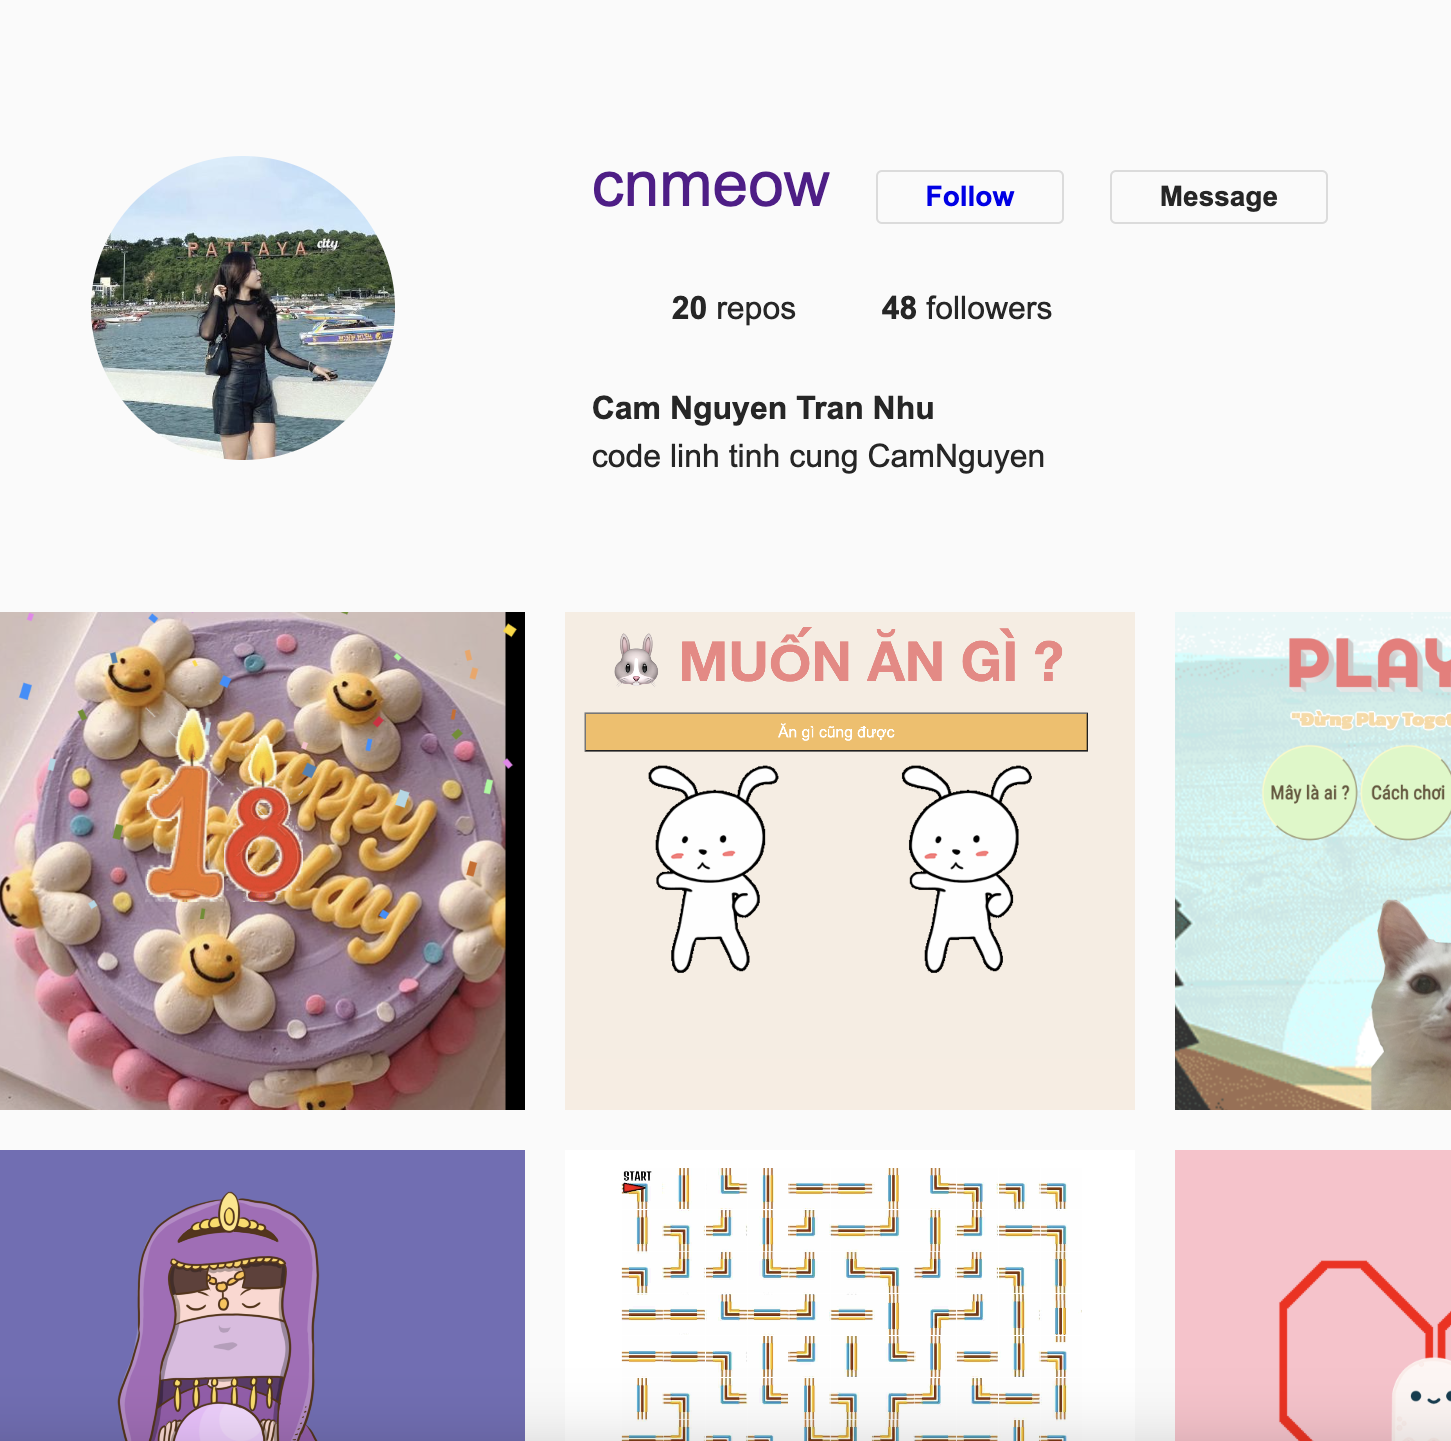 cnmeow
Follow
Message
PATTAYA city
20 repos
48 followers
Cam Nguyen Tran Nhu
code linh tinh cung CamNguyen
Happy
18
MUỐN ĂN GÌ ?
Ăn gì cũng được
PLAY
"Đừng Play Toget
Mây là ai ?
Cách chơi
START